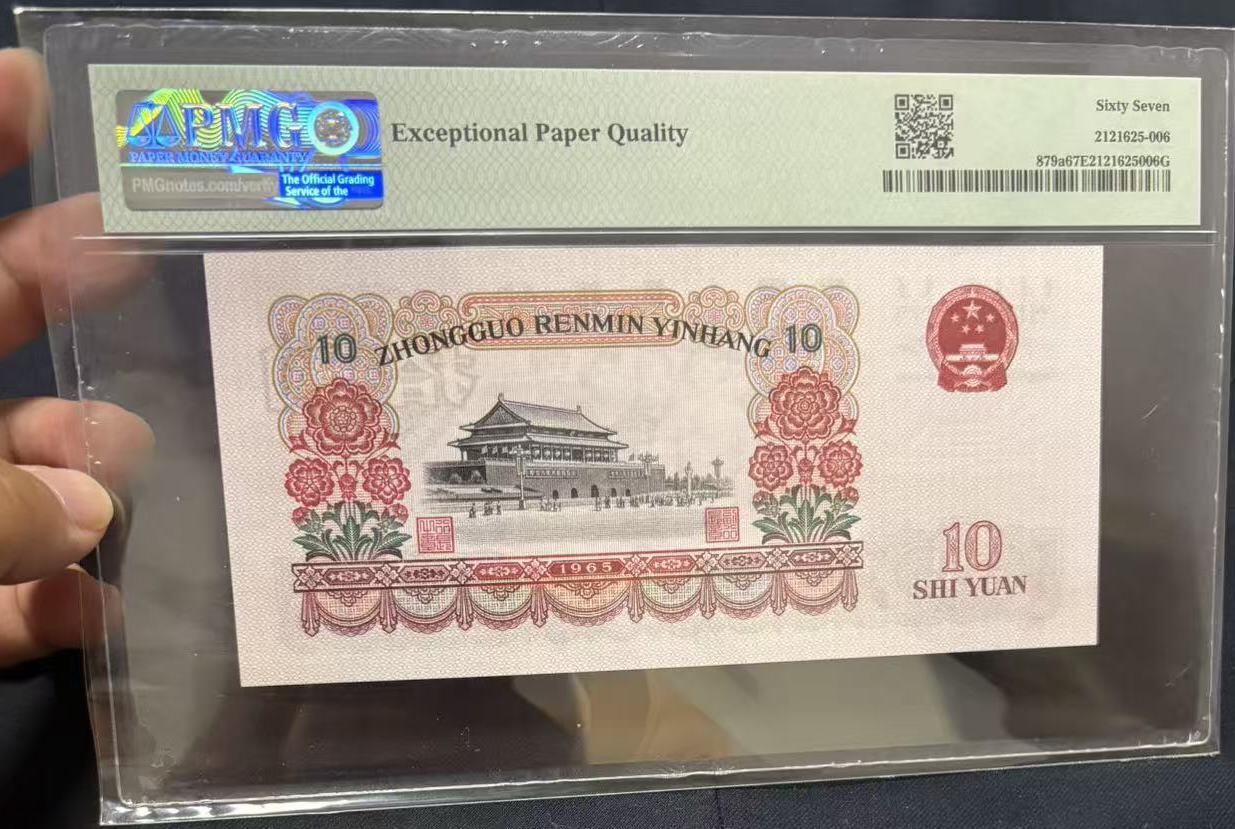 PMG
PAPER MONEY GUARANTY
PMGnotes.com/verify
The Official Grading
Service of the
Exceptional Paper Quality
Sixty Seven
2121625-006
879a67E2121625006G
10 ZHONGGUO RENMIN YINHANG 10
1965
10
SHI YUAN